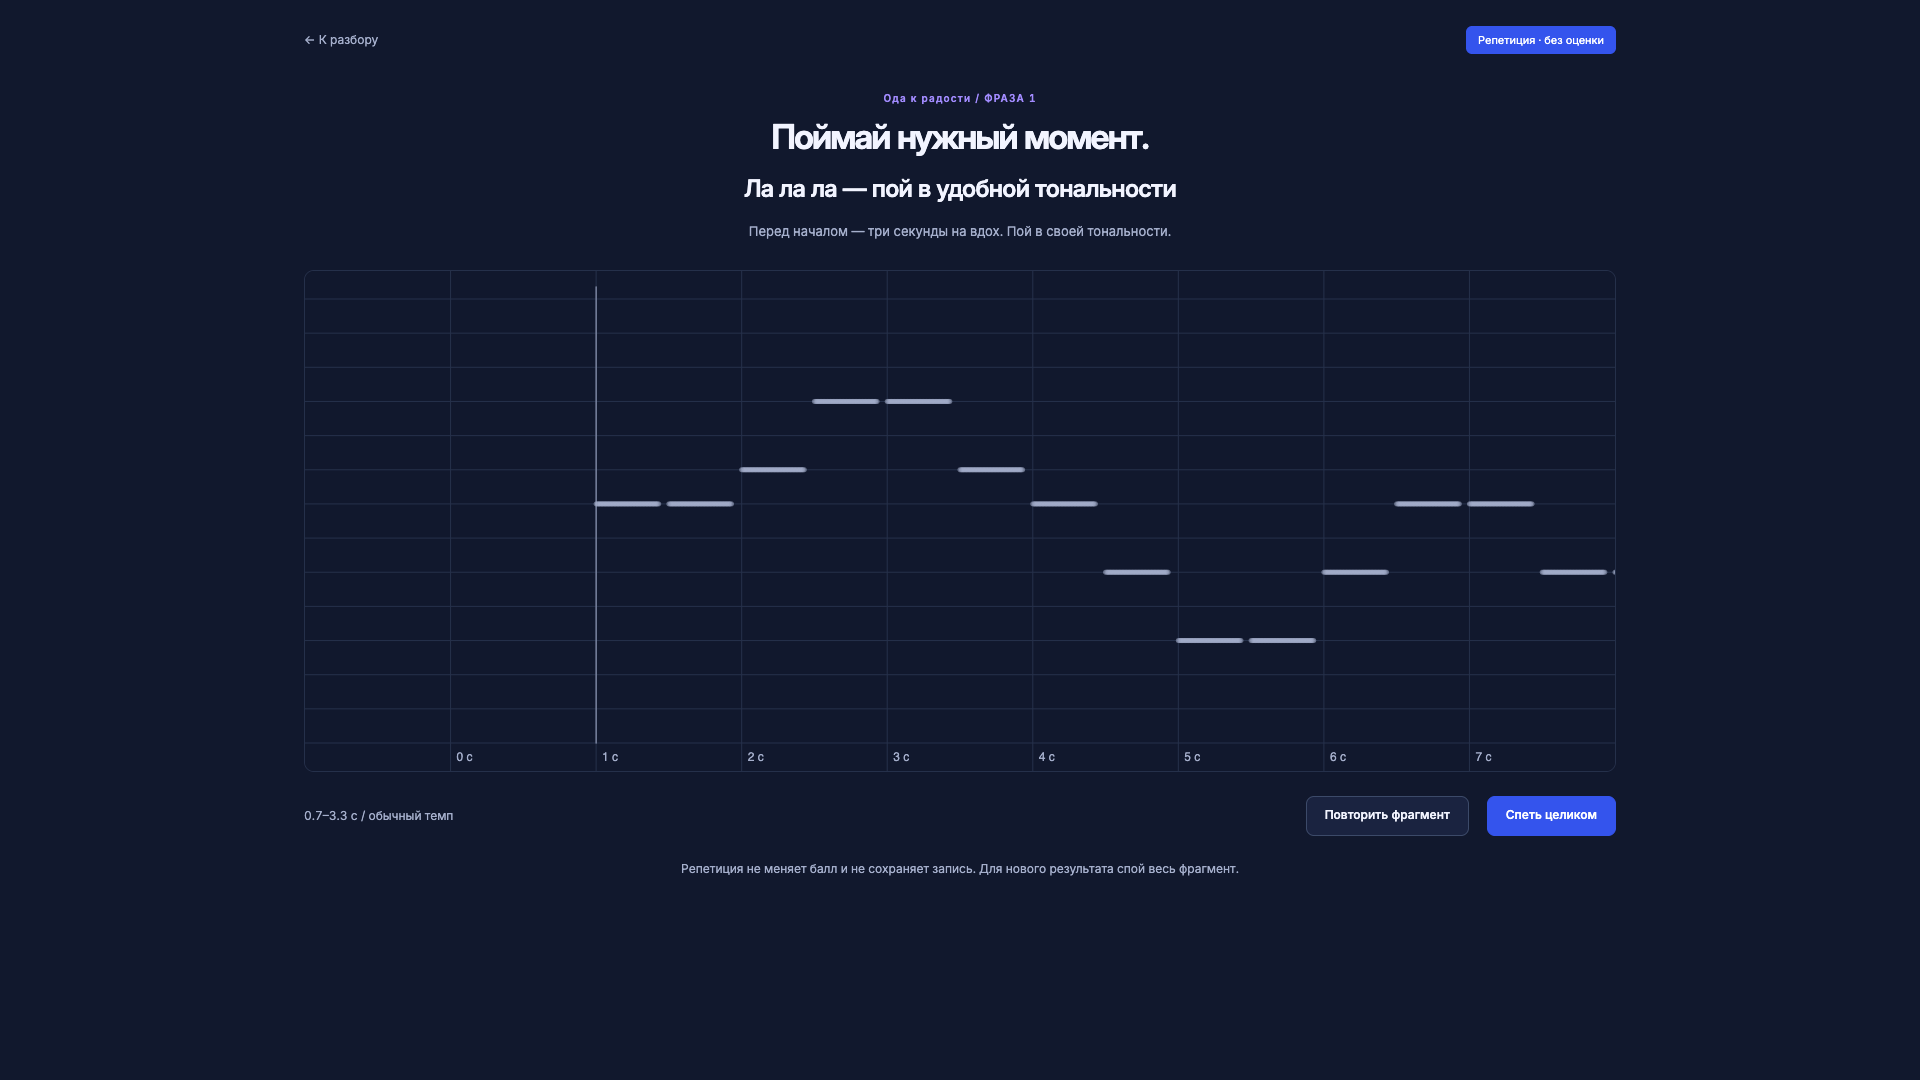 ← К разбору
Репетиция · без оценки
Ода к радости / ФРАЗА 1
Поймай нужный момент.
Ла ла ла — пой в удобной тональности
Перед началом — три секунды на вдох. Пой в своей тональности.
0 с
1 с
2 с
3 с
4 с
5 с
6 с
7 с
0.7–3.3 с / обычный темп
Повторить фрагмент
Спеть целиком
Репетиция не меняет балл и не сохраняет запись. Для нового результата спой весь фрагмент.